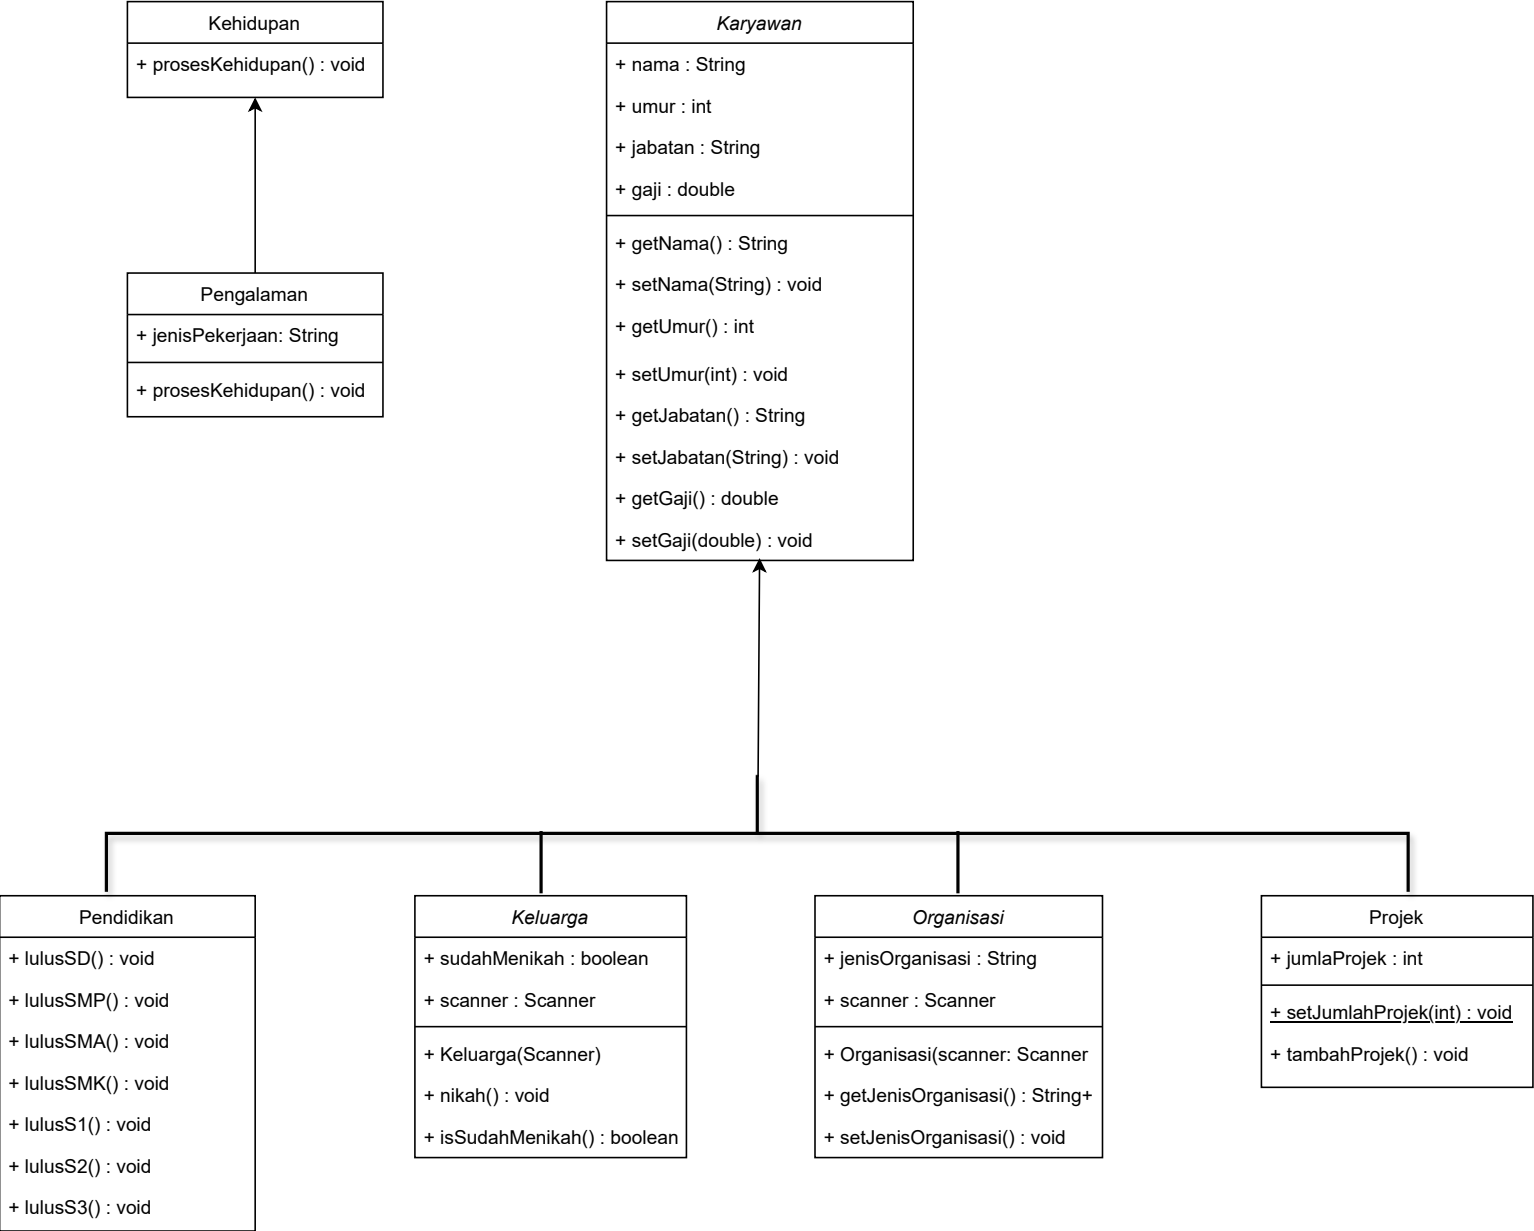 Kehidupan
+ prosesKehidupan() : void
Pengalaman
+ jenisPekerjaan: String
+ prosesKehidupan() : void
Karyawan
+ nama : String
+ umur : int
+ jabatan : String
+ gaji : double
+ getNama() : String
+ setNama(String) : void
+ getUmur() : int
+ setUmur(int) : void
+ getJabatan() : String
+ setJabatan(String) : void
+ getGaji() : double
+ setGaji(double) : void
Pendidikan
+ lulusSD() : void
+ lulusSMP() : void
+ lulusSMA() : void
+ lulusSMK() : void
+ lulusS1() : void
+ lulusS2() : void
+ lulusS3() : void
Keluarga
+ sudahMenikah : boolean
+ scanner : Scanner
+ Keluarga(Scanner)
+ nikah() : void
+ isSudahMenikah() : boolean
Organisasi
+ jenisOrganisasi : String
+ scanner : Scanner
+ Organisasi(scanner: Scanner
+ getJenisOrganisasi() : String+
+ setJenisOrganisasi() : void
Projek
+ jumlaProjek : int
+ setJumlahProjek(int) : void
+ tambahProjek() : void